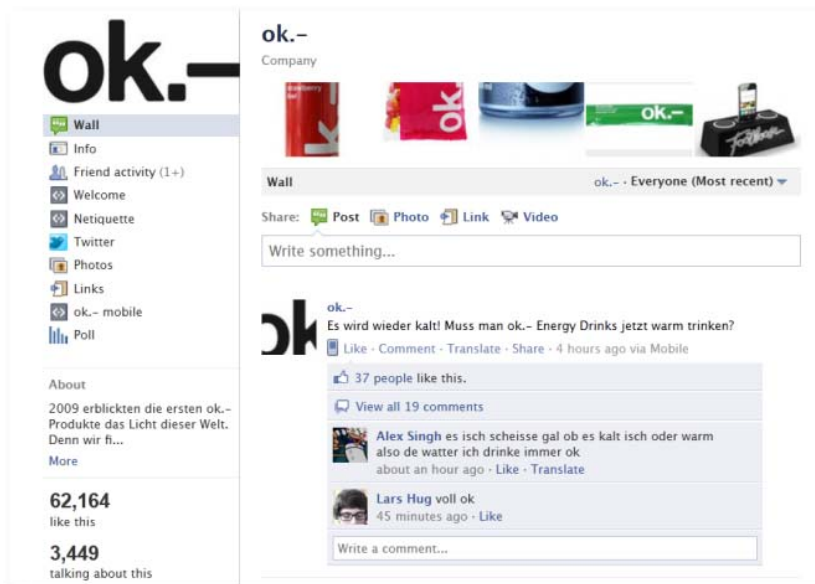 ok.–
Wall
Info
Friend activity (1+)
Welcome
Netiquette
Twitter
Photos
Links
ok.– mobile
Poll
About
2009 erblickten die ersten ok.–
Produkte das Licht dieser Welt.
Denn wir fi...
More
62,164
like this
3,449
talking about this
ok.–
Company
strawberry
k.–
ok
ok.–
Wall
ok.– · Everyone (Most recent)
Share: Post Photo Link Video
Write something...
ok
ok.–
Es wird wieder kalt! Muss man ok.– Energy Drinks jetzt warm trinken?
Like · Comment · Translate · Share · 4 hours ago via Mobile
37 people like this.
View all 19 comments
Alex Singh es isch scheisse gal ob es kalt isch oder warm
also de watter ich drinke immer ok
about an hour ago · Like · Translate
Lars Hug voll ok
45 minutes ago · Like
Write a comment...